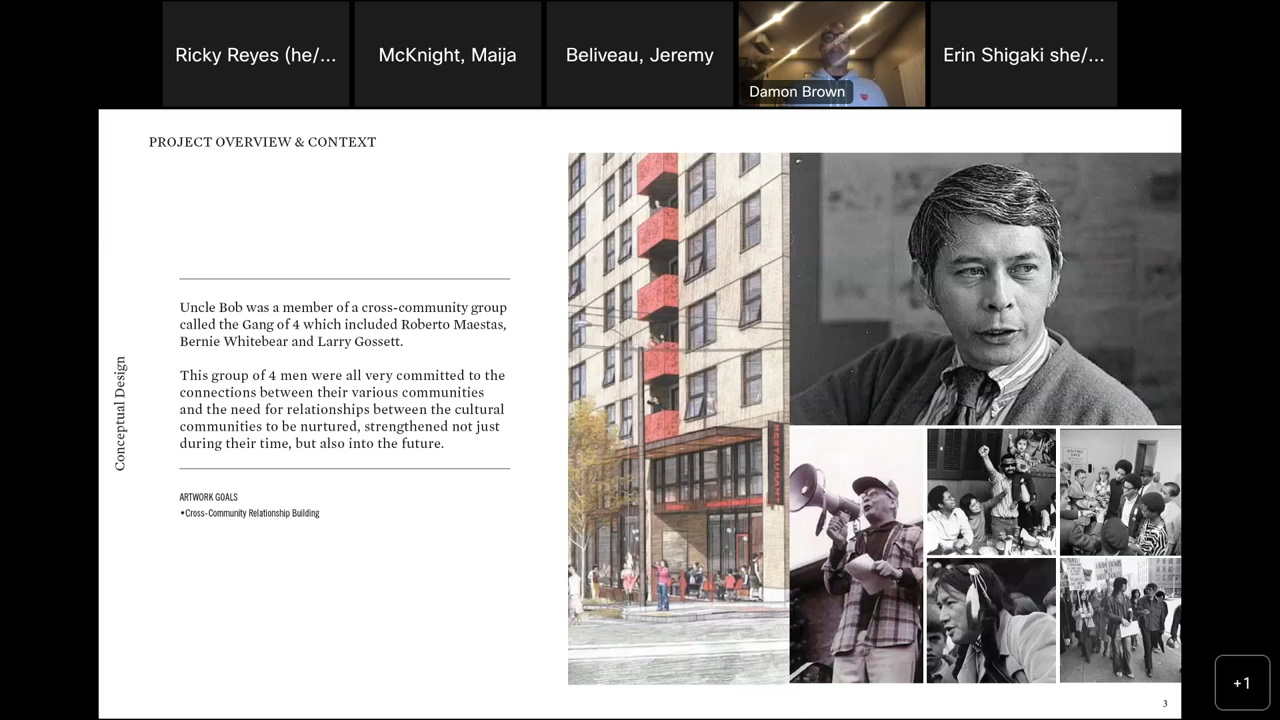 Ricky Reyes (he/...
McKnight, Maija
Beliveau, Jeremy
Damon Brown
Erin Shigaki she/...
PROJECT OVERVIEW & CONTEXT
Uncle Bob was a member of a cross-community group
called the Gang of 4 which included Roberto Maestas,
Bernie Whitebear and Larry Gossett.
This group of 4 men were all very committed to the
connections between their various communities
and the need for relationships between the cultural
communities to be nurtured, strengthened not just
during their time, but also into the future.
Conceptual Design
ARTWORK GOALS
•Cross-Community Relationship Building
RESTAURANT
3
+1